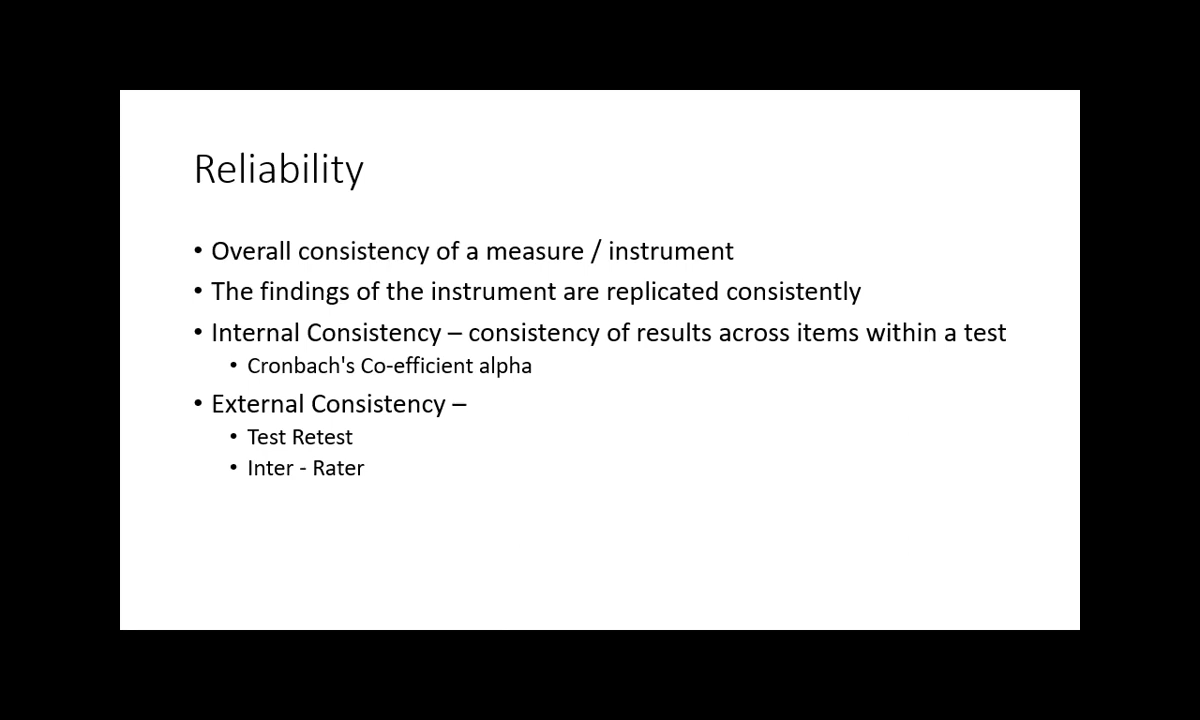 Reliability
• Overall consistency of a measure / instrument
• The findings of the instrument are replicated consistently
• Internal Consistency – consistency of results across items within a test
• Cronbach's Co-efficient alpha
• External Consistency –
• Test Retest
• Inter - Rater